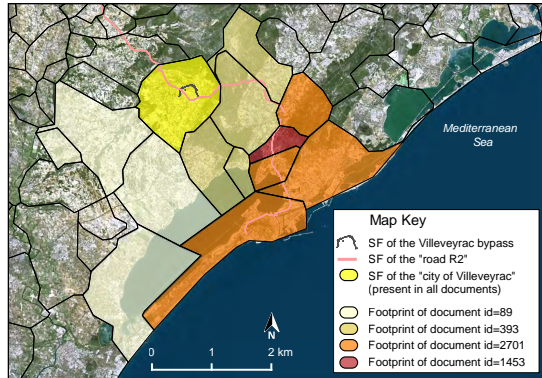 Mediterranean
Sea
Map Key
SF of the Villeveyrac bypass
SF of the "road R2"
SF of the "city of Villeveyrac"
(present in all documents)
Footprint of document id=89
Footprint of document id=393
Footprint of document id=2701
Footprint of document id=1453
N
0 1 2 km